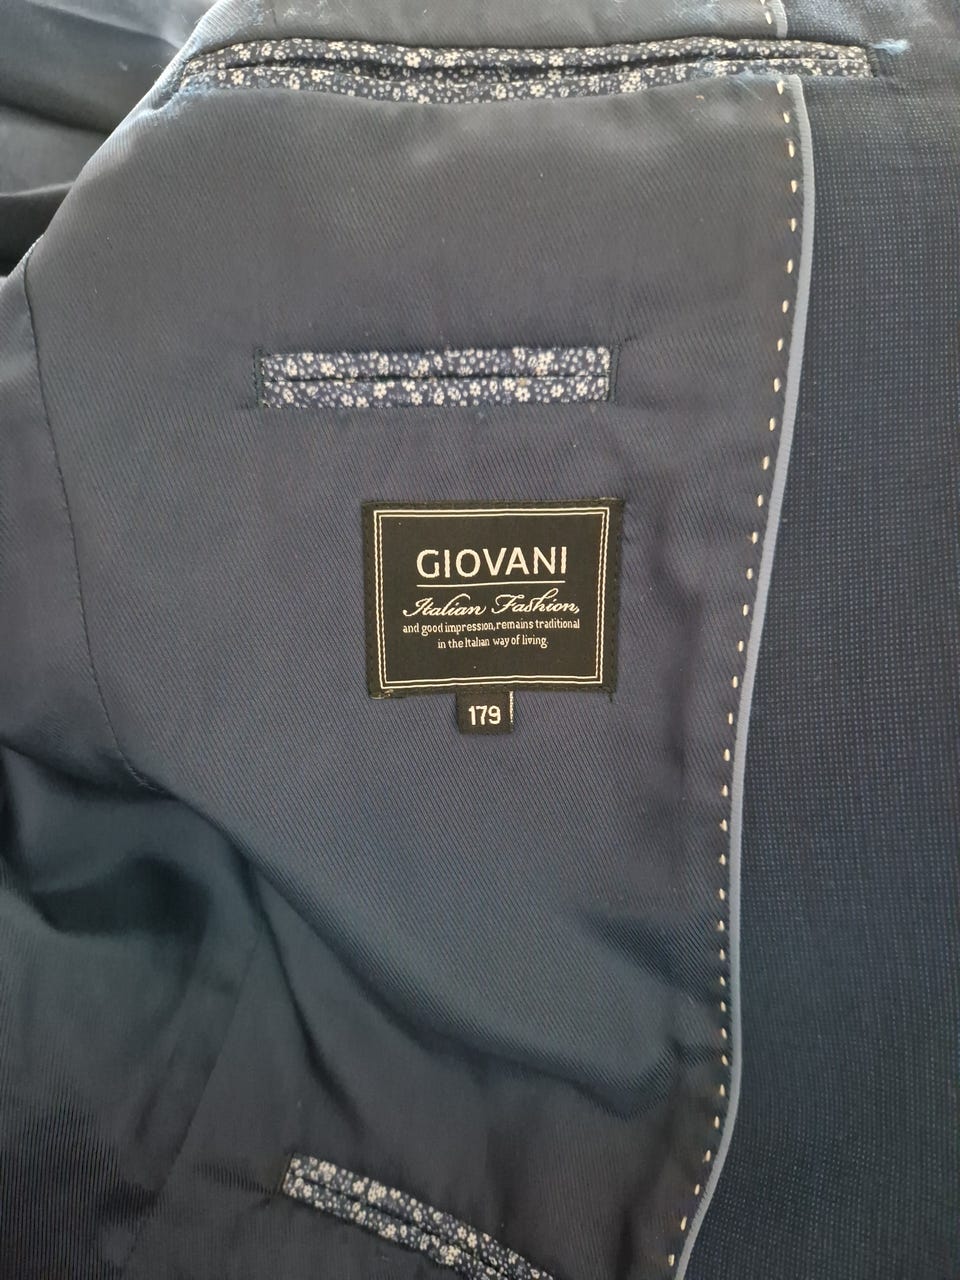 GIOVANI
Italian Fashion,
and good impression, remains traditional
in the Italian way of living.
179